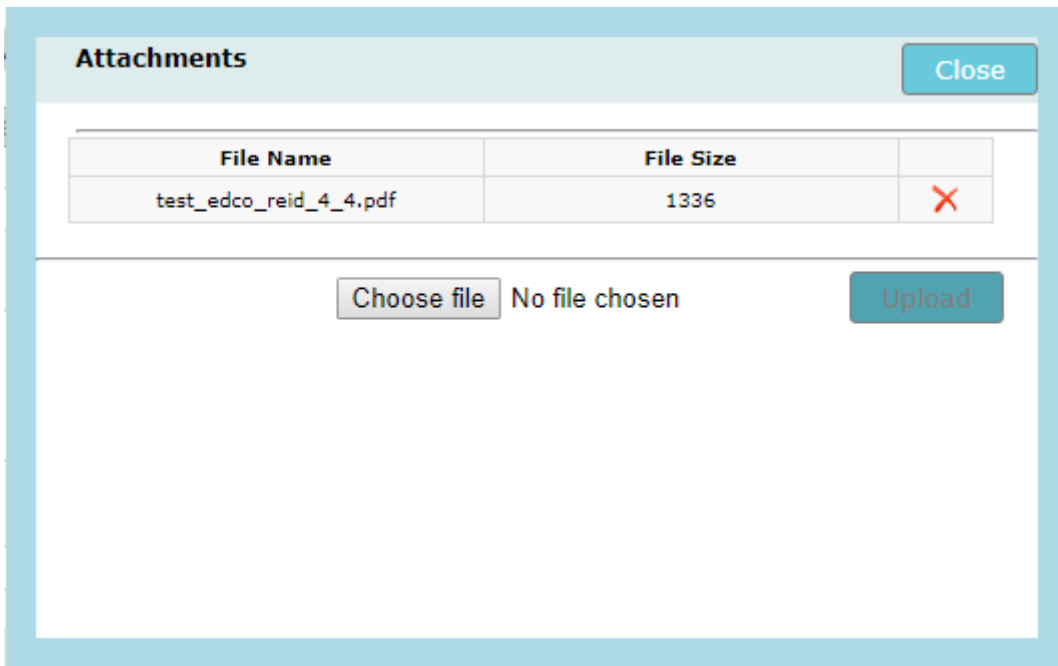 Attachments
Close
File Name File Size
test_edco_reid_4_4.pdf 1336
Choose file No file chosen Upload